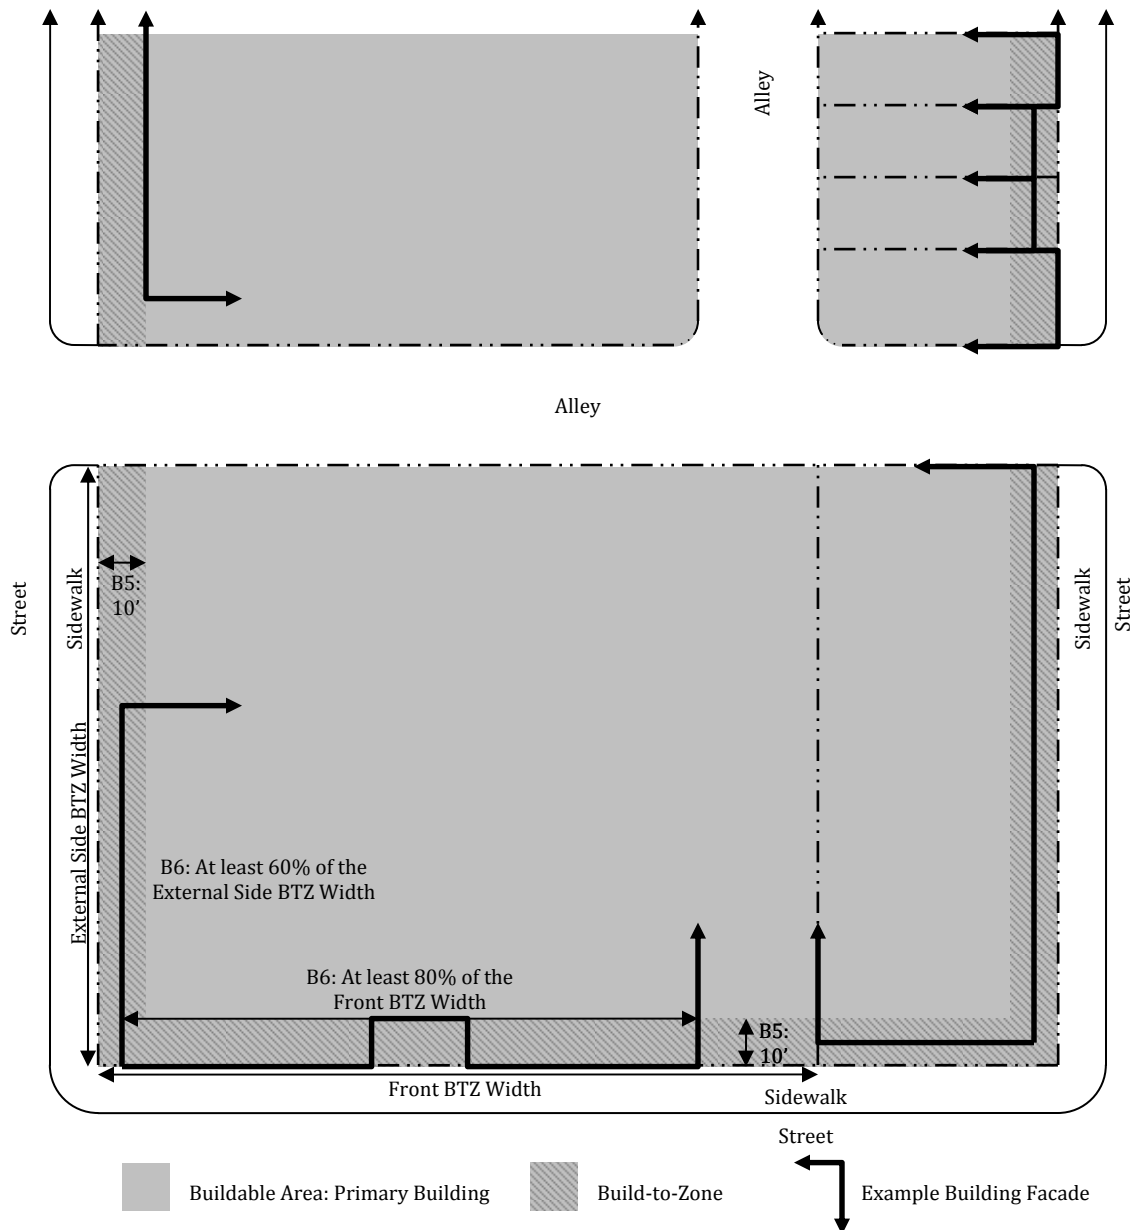 Alley
Alley
B5:
10’
Street
Sidewalk
Sidewalk
Street
External Side BTZ Width
B6: At least 60% of the
External Side BTZ Width
B6: At least 80% of the
Front BTZ Width
B5:
10’
Front BTZ Width
Sidewalk
Street
Buildable Area: Primary Building
Build-to-Zone
Example Building Facade